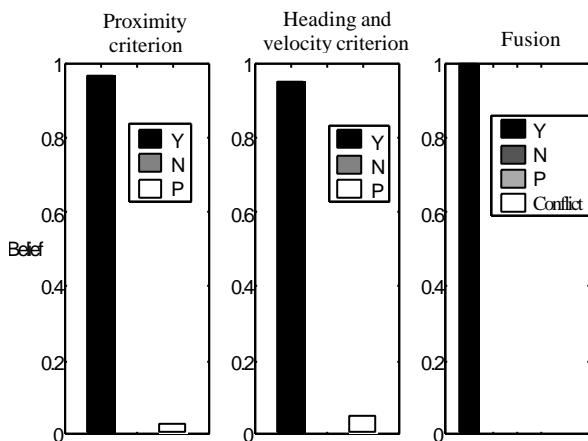 Proximity
criterion
Heading and
velocity criterion
Fusion
1
0.8
0.6
Belief
0.4
0.2
0
Y
N
P
1
0.8
0.6
0.4
0.2
0
Y
N
P
1
0.8
0.6
0.4
0.2
0
Y
N
P
Conflict